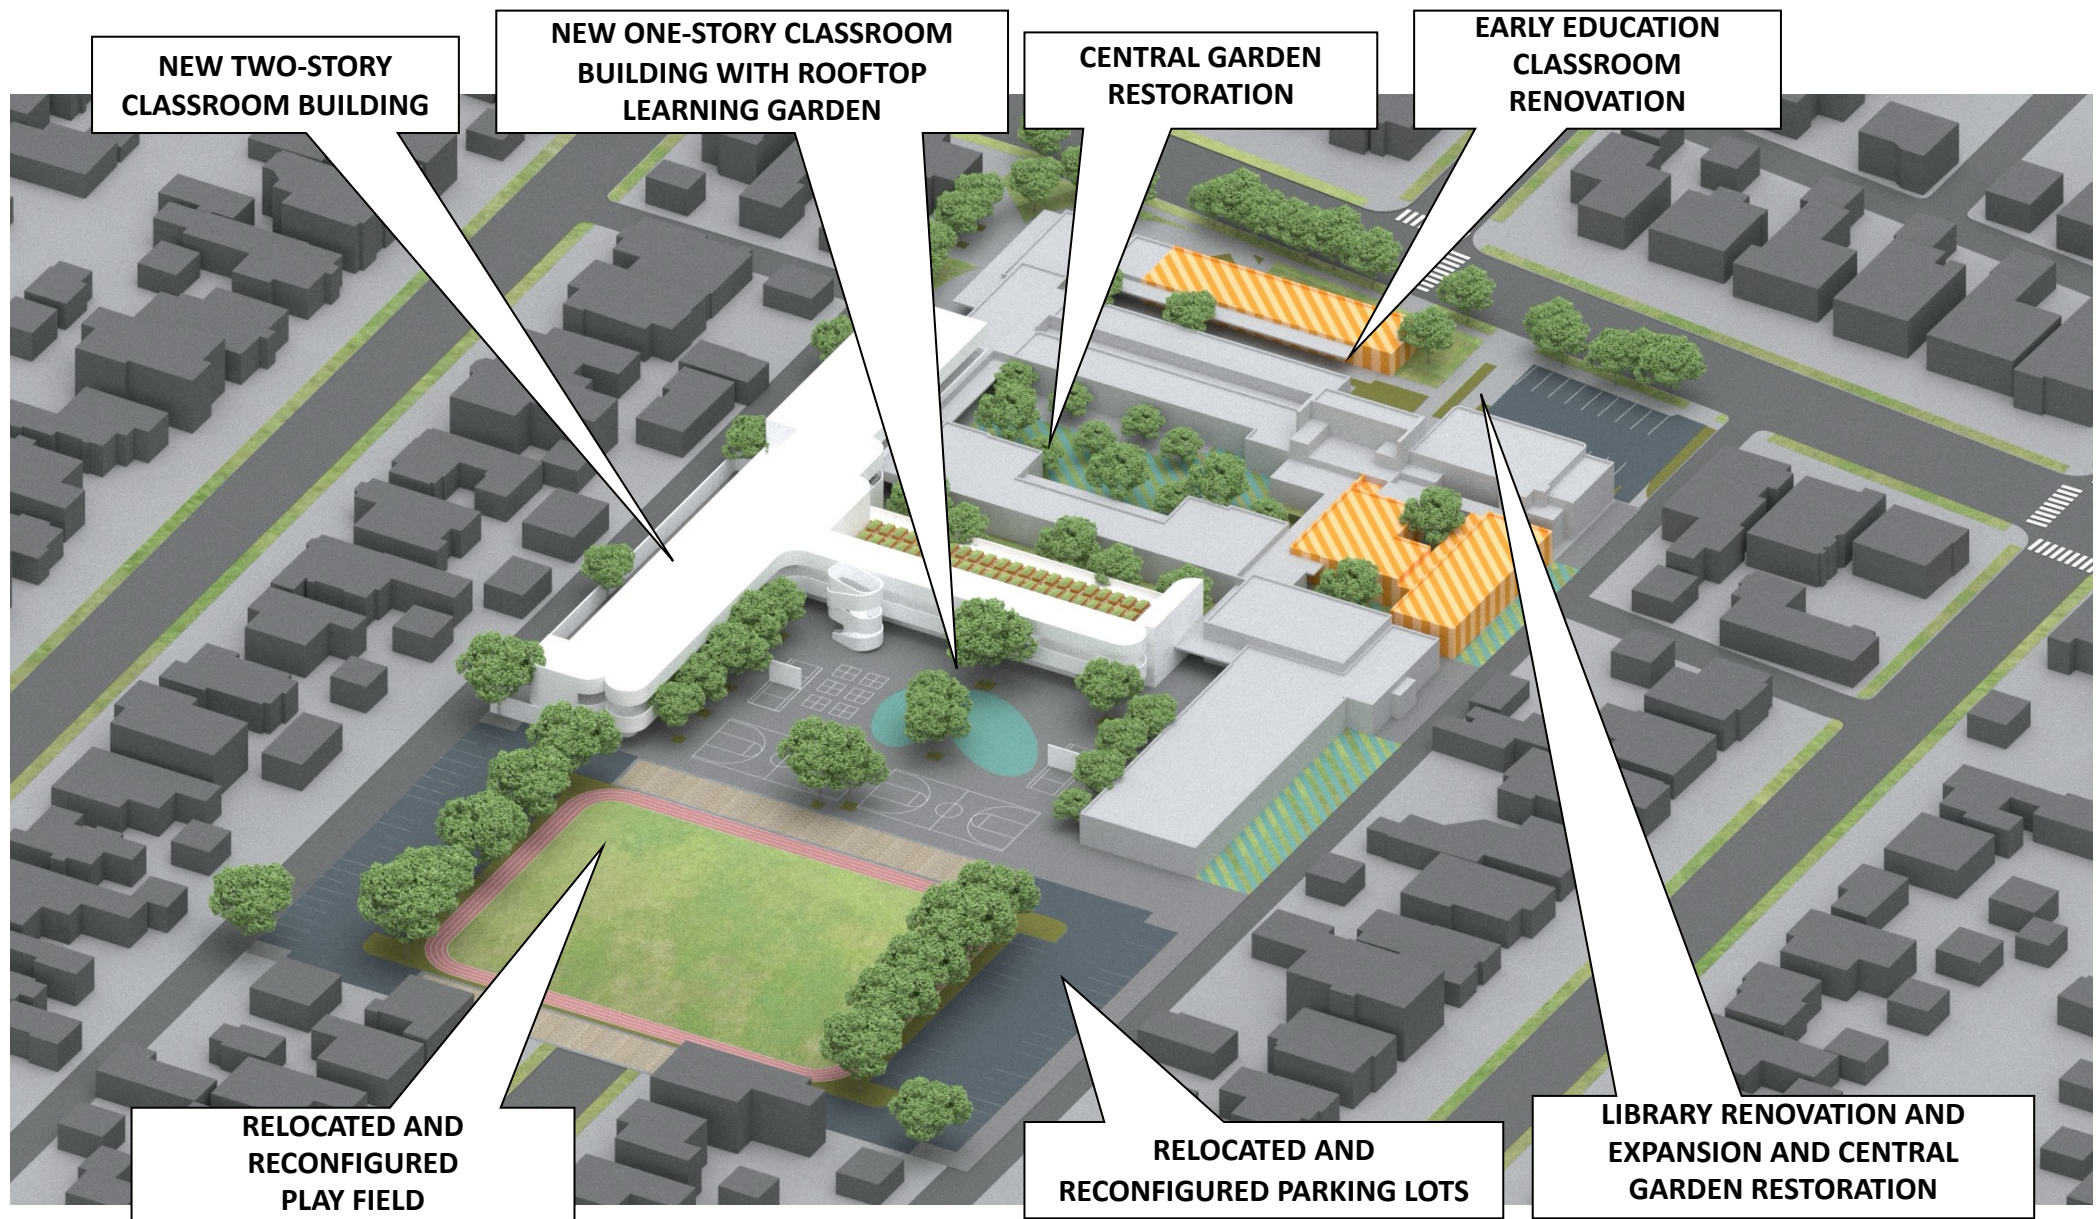 NEW TWO-STORY
CLASSROOM BUILDING
NEW ONE-STORY CLASSROOM
BUILDING WITH ROOFTOP
LEARNING GARDEN
CENTRAL GARDEN
RESTORATION
EARLY EDUCATION
CLASSROOM
RENOVATION
RELOCATED AND
RECONFIGURED
PLAY FIELD
RELOCATED AND
RECONFIGURED PARKING LOTS
LIBRARY RENOVATION AND
EXPANSION AND CENTRAL
GARDEN RESTORATION